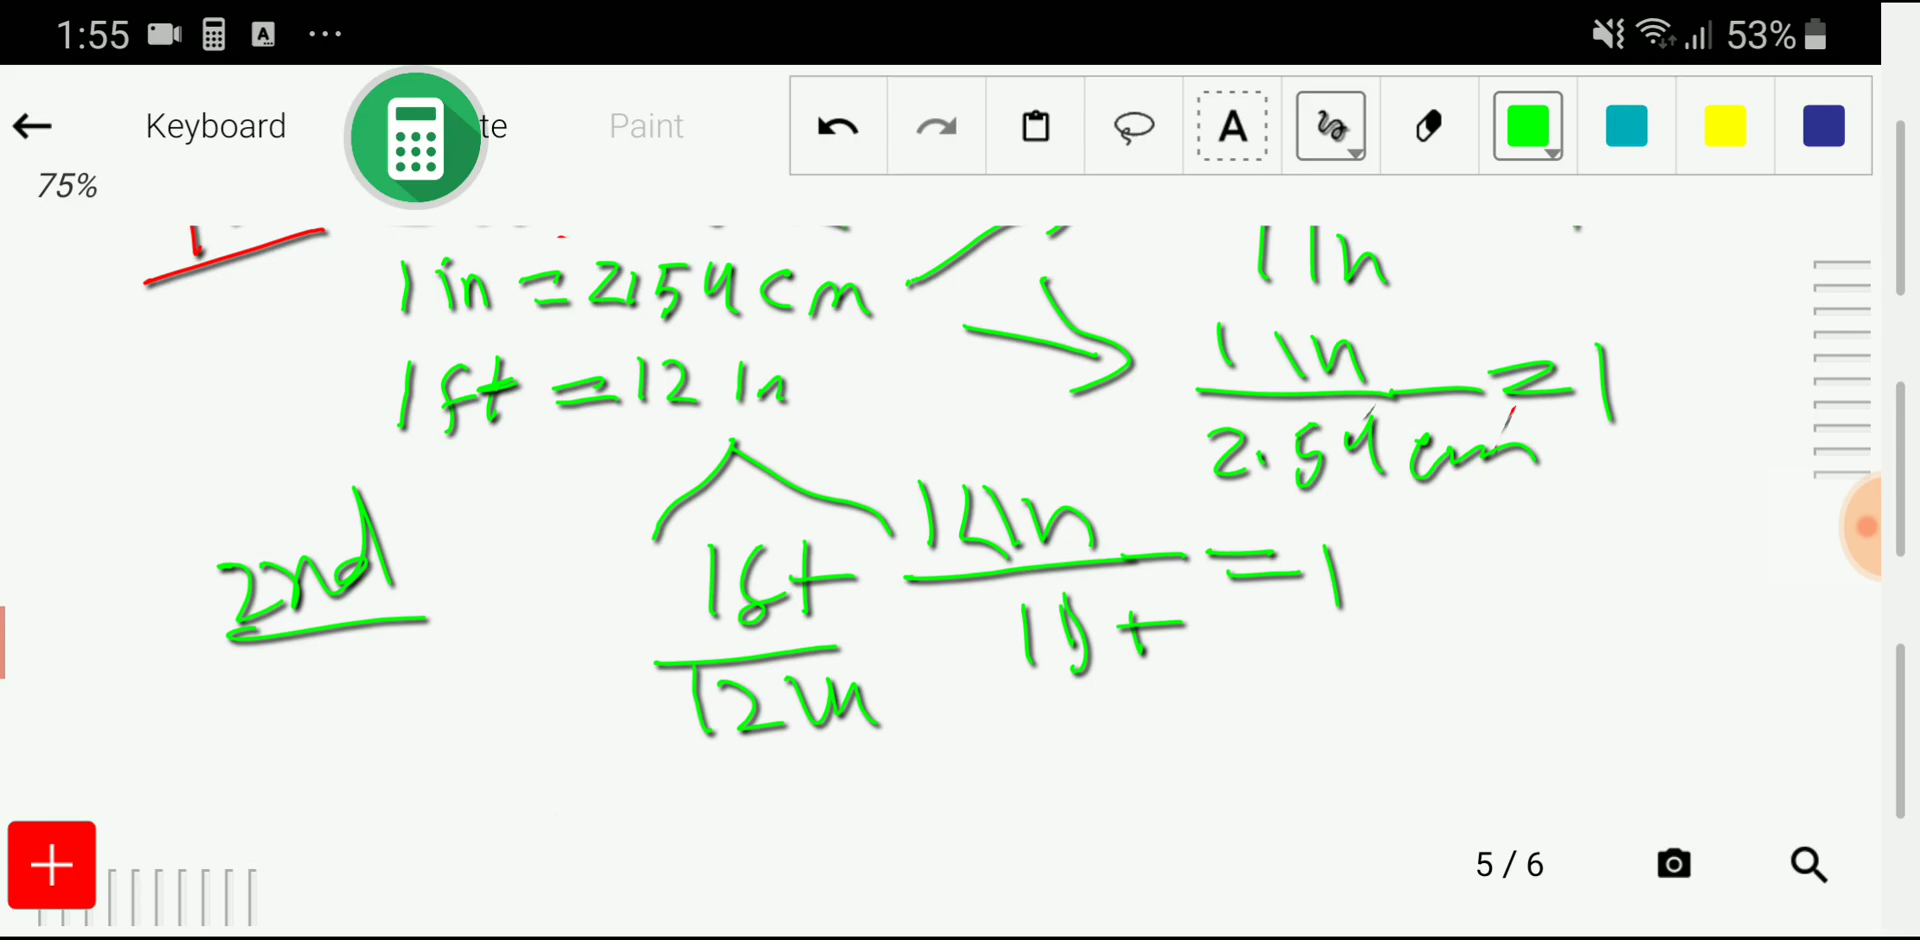 1:55 A ... 53%
Keyboard te Paint A
75%
1 in
1 in = 2.54 cm
1 in
2.54 cm
= 1
1 ft = 12 in
2nd
1 ft
12 in
12 in
1 ft
= 1
5 / 6